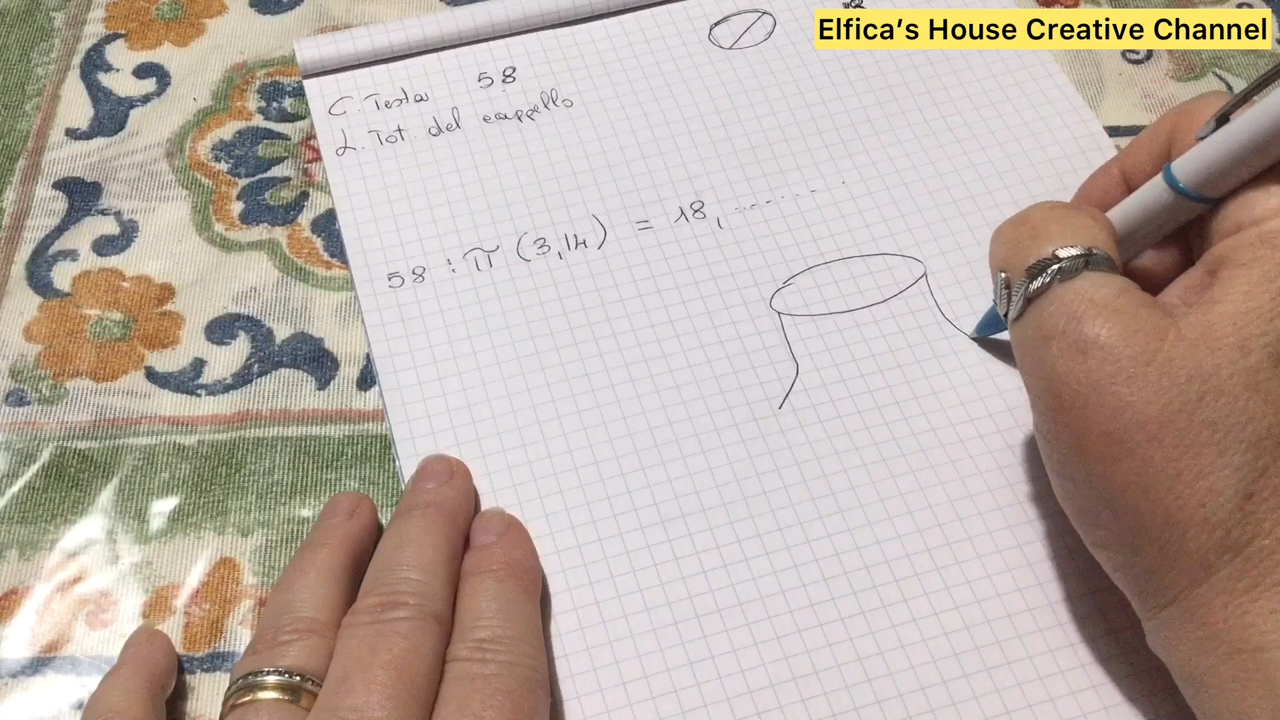 Elfica's House Creative Channel
C. Testa 58
L. Tot. del cappello
58 : π (3,14) = 18, ..........